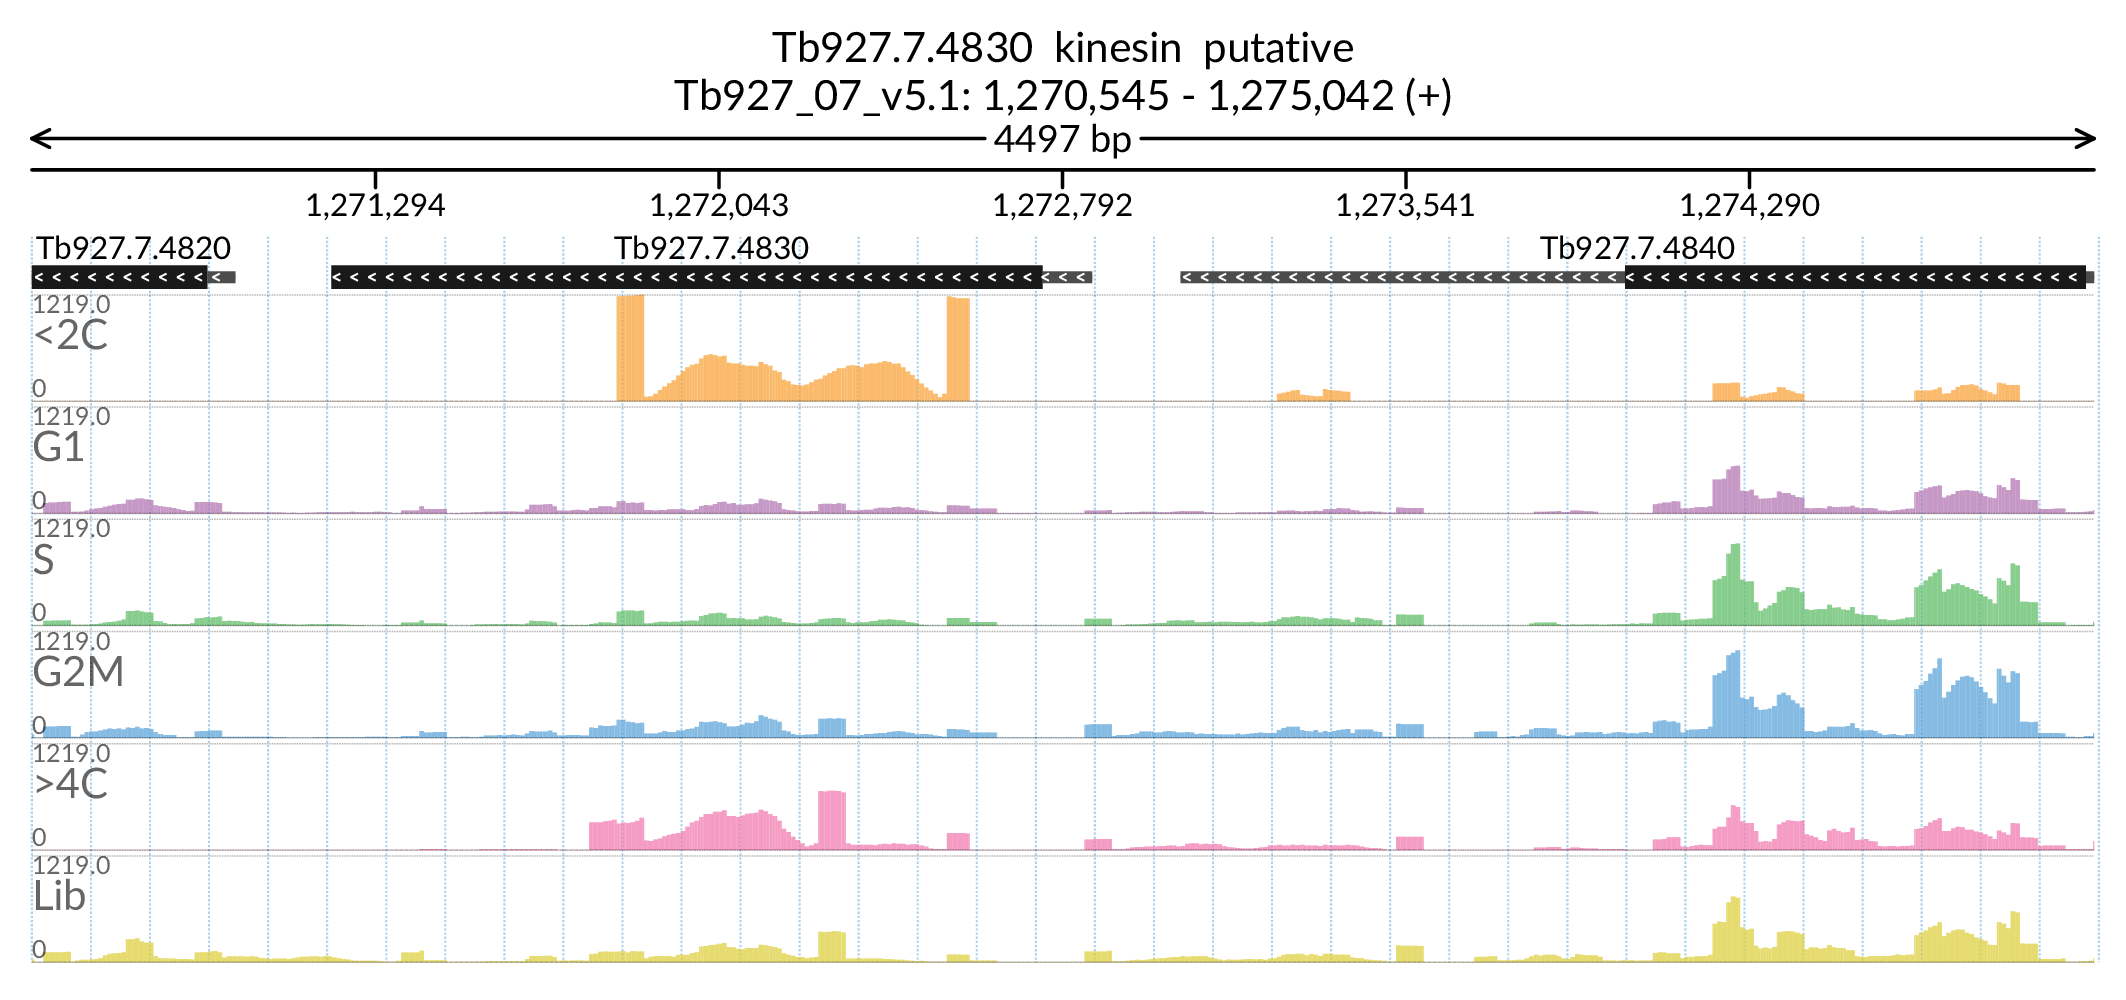 Tb927.7.4830 kinesin putative
Tb927_07_v5.1: 1,270,545 - 1,275,042 (+)
4497 bp
1,271,294 1,272,043 1,272,792 1,273,541 1,274,290
Tb927.7.4820 Tb927.7.4830 Tb927.7.4840
1219.0
<2C
0
1219.0
G1
0
1219.0
S
0
1219.0
G2M
0
1219.0
>4C
0
1219.0
Lib
0